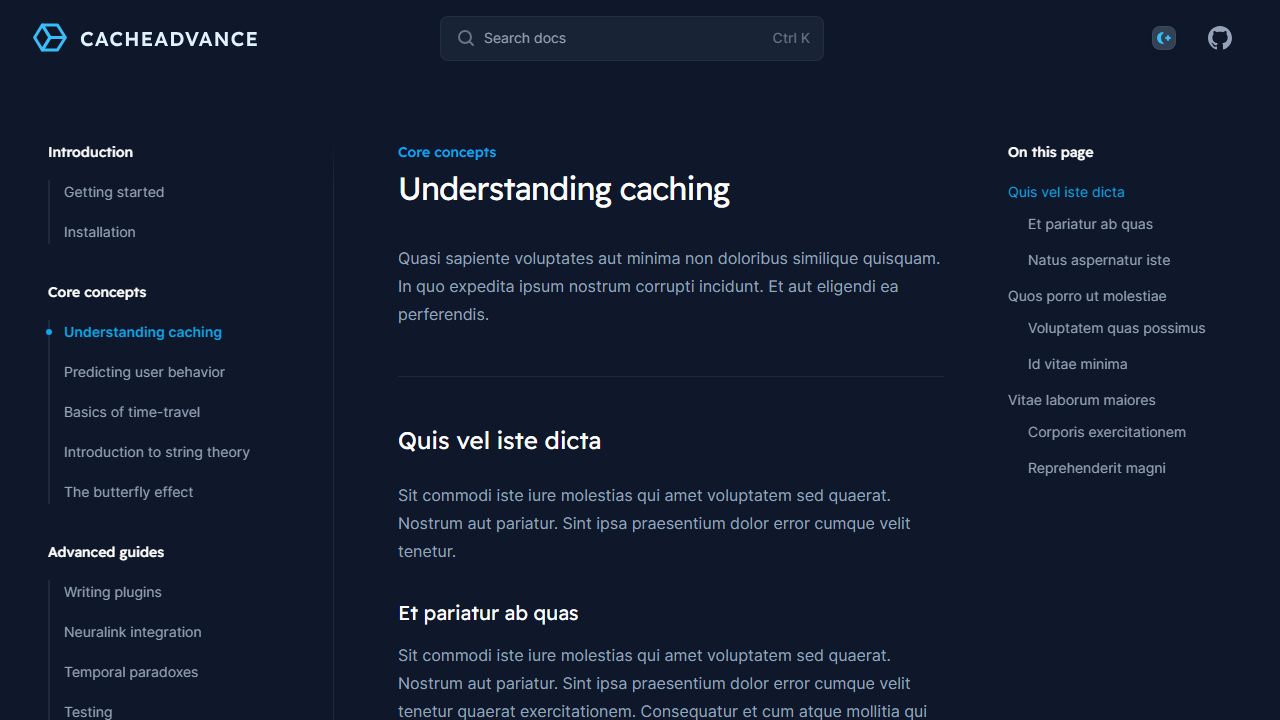 CACHEADVANCE
Search docs
Ctrl K
Introduction
Getting started
Installation
Core concepts
Understanding caching
Predicting user behavior
Basics of time-travel
Introduction to string theory
The butterfly effect
Advanced guides
Writing plugins
Neuralink integration
Temporal paradoxes
Testing
Core concepts
Understanding caching
Quasi sapiente voluptates aut minima non doloribus similique quisquam.
In quo expedita ipsum nostrum corrupti incidunt. Et aut eligendi ea
perferendis.
Quis vel iste dicta
Sit commodi iste iure molestias qui amet voluptatem sed quaerat.
Nostrum aut pariatur. Sint ipsa praesentium dolor error cumque velit
tenetur.
Et pariatur ab quas
Sit commodi iste iure molestias qui amet voluptatem sed quaerat.
Nostrum aut pariatur. Sint ipsa praesentium dolor error cumque velit
tenetur quaerat exercitationem. Consequatur et cum atque mollitia qui
On this page
Quis vel iste dicta
Et pariatur ab quas
Natus aspernatur iste
Quos porro ut molestiae
Voluptatem quas possimus
Id vitae minima
Vitae laborum maiores
Corporis exercitationem
Reprehenderit magni